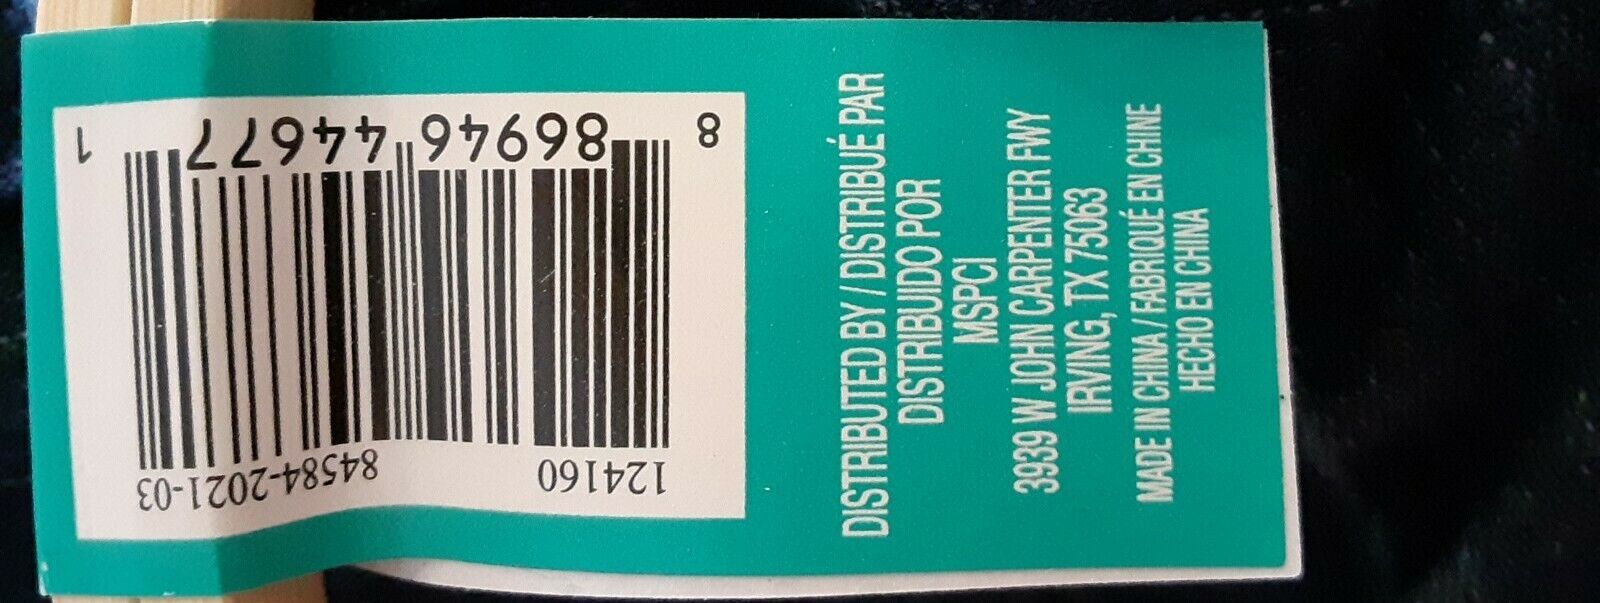 124160 84584-2021-03
8 86946 44677 1
DISTRIBUTED BY / DISTRIBUÉ PAR
DISTRIBUIDO POR
MSPCI
3939 W JOHN CARPENTER FWY
IRVING, TX 75063
MADE IN CHINA / FABRIQUÉ EN CHINE
HECHO EN CHINA